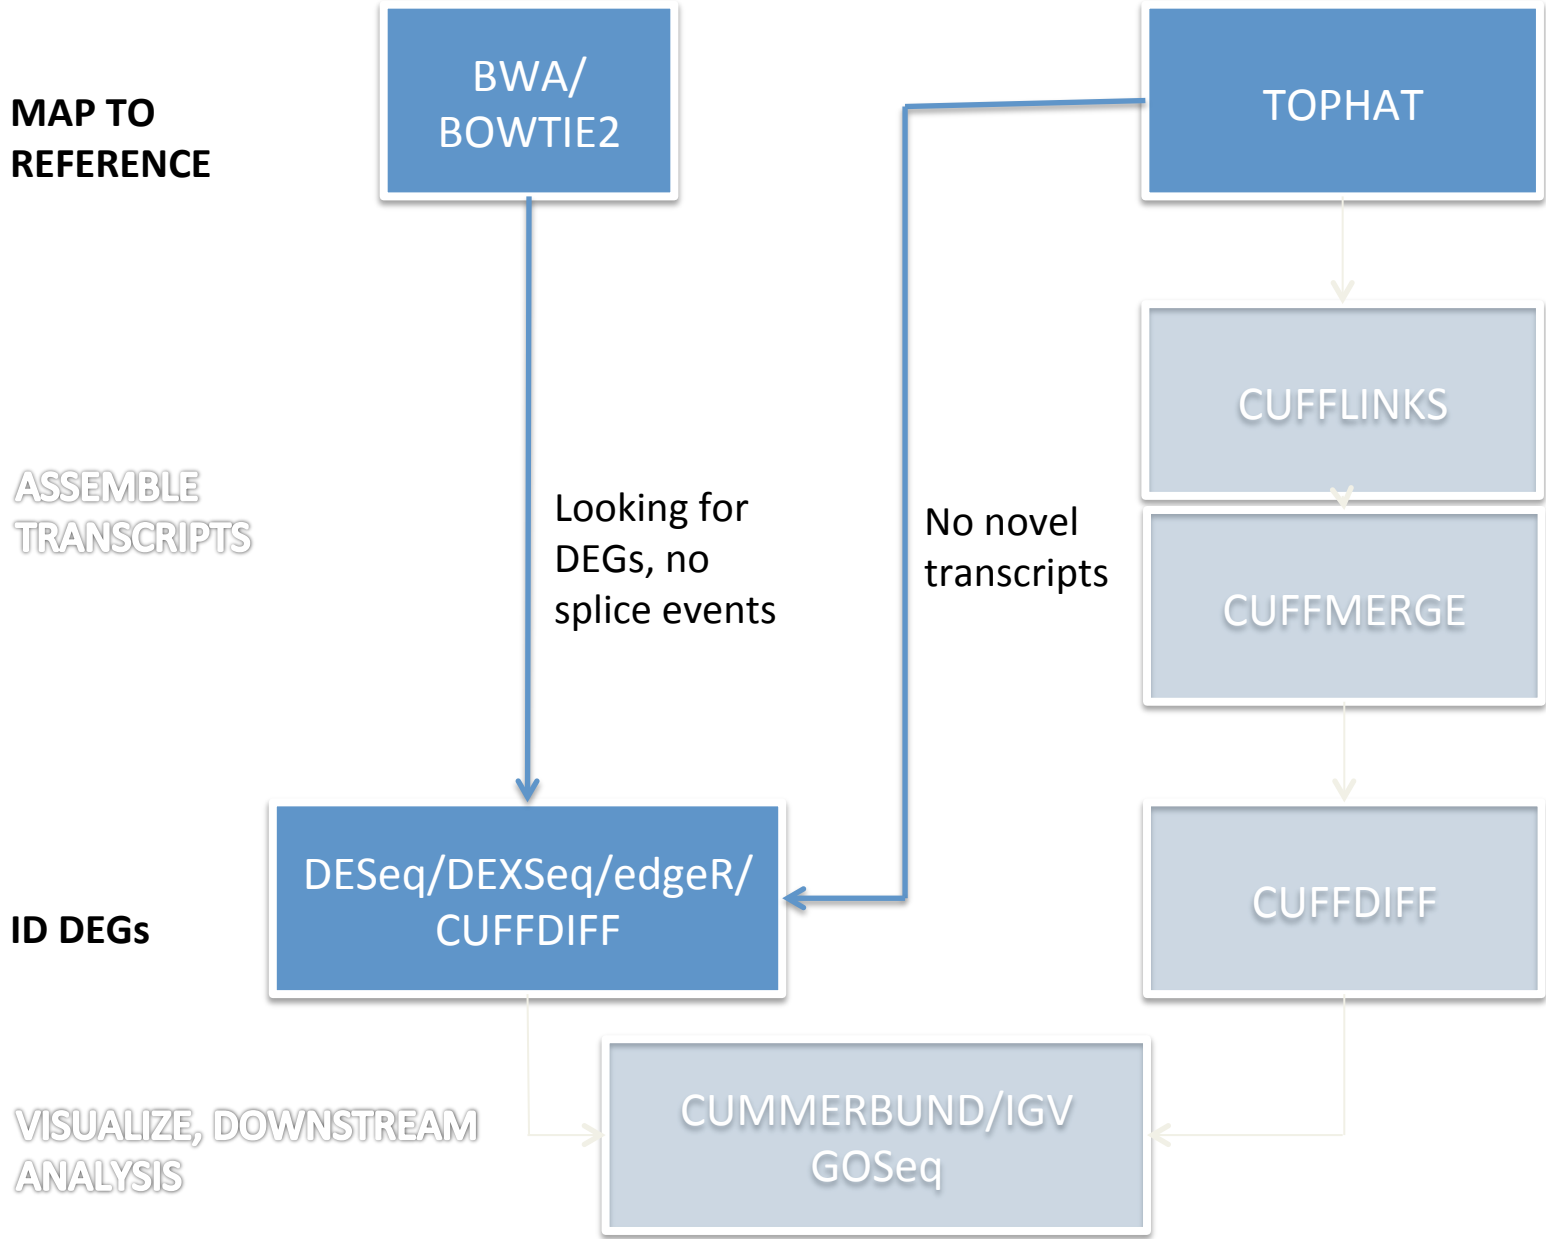 BWA/
BOWTIE2
TOPHAT
MAP TO
REFERENCE
CUFFLINKS
ASSEMBLE
TRANSCRIPTS
Looking for
DEGs, no
splice events
No novel
transcripts
CUFFMERGE
DESeq/DEXSeq/edgeR/
CUFFDIFF
CUFFDIFF
ID DEGs
VISUALIZE, DOWNSTREAM
ANALYSIS
CUMMERBUND/IGV
GOSeq